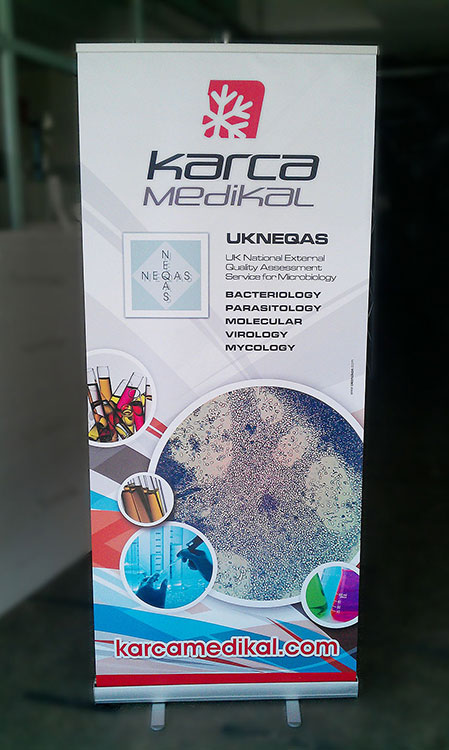 Karca
Medikal
NEQAS
NEQAS
UKNEQAS
UK National External
Quality Assessment
Service for Microbiology
BACTERIOLOGY
PARASITOLOGY
MOLECULAR
VIROLOGY
MYCOLOGY
karcamedikal.com